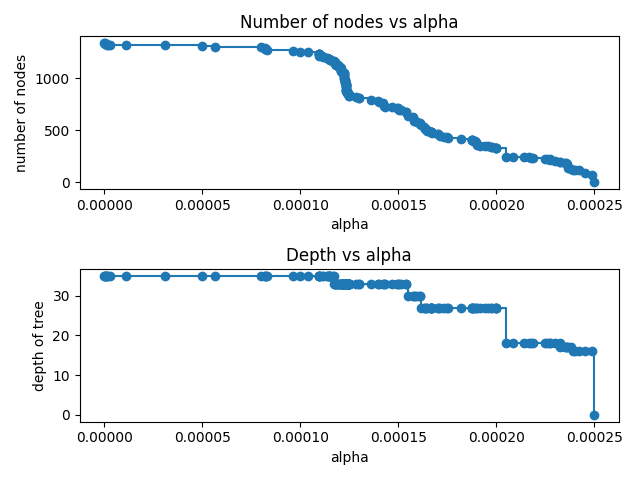 Number of nodes vs alpha
number of nodes
1000
500
0
0.00000 0.00005 0.00010 0.00015 0.00020 0.00025
alpha
Depth vs alpha
depth of tree
30
20
10
0
0.00000 0.00005 0.00010 0.00015 0.00020 0.00025
alpha